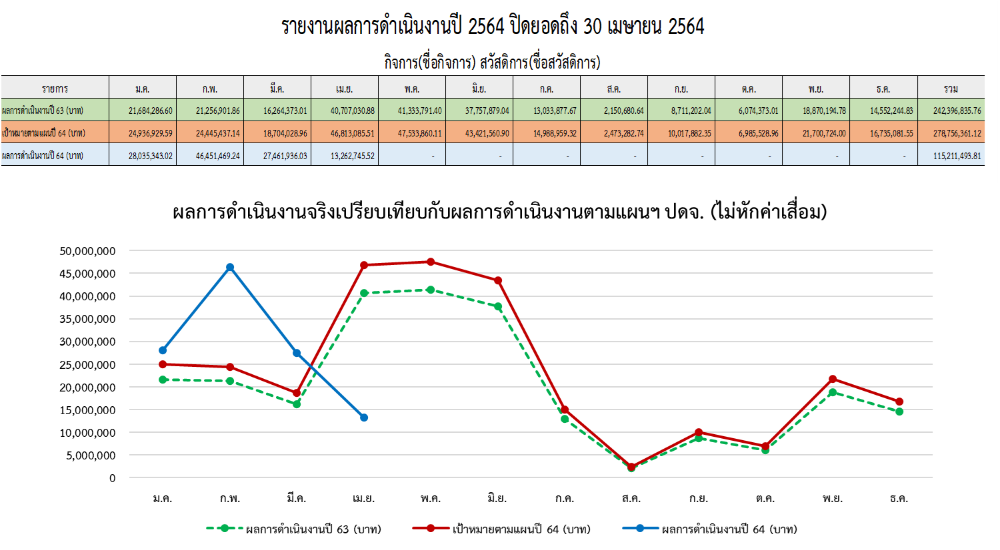 รายงานผลการดำเนินงานปี 2564 ปิดยอดถึง 30 เมษายน 2564
กิจการ(ชื่อกิจการ) สวัสดิการ(ชื่อสวัสดิการ)
รายการ ม.ค. ก.พ. มี.ค. เม.ย. พ.ค. มิ.ย. ก.ค. ส.ค. ก.ย. ต.ค. พ.ย. ธ.ค. รวม
ผลการดำเนินงานปี 63 (บาท) 21,684,286.60 21,256,901.86 16,264,373.01 40,707,030.88 41,333,791.40 37,757,879.04 13,033,877.67 2,150,680.64 8,711,202.04 6,074,373.01 18,870,194.78 14,552,244.83 242,396,835.76
เป้าหมายตามแผนปี 64 (บาท) 24,936,929.59 24,445,437.14 18,704,028.96 46,813,085.51 47,533,860.11 43,421,560.90 14,988,959.32 2,473,282.74 10,017,882.35 6,985,528.96 21,700,724.00 16,735,081.55 278,756,361.12
ผลการดำเนินงานปี 64 (บาท) 28,035,343.02 46,451,469.24 27,461,936.03 13,262,745.52 - - - - - - - - 115,211,493.81
ผลการดำเนินงานจริงเปรียบเทียบกับผลการดำเนินงานตามแผนฯ ปดจ. (ไม่หักค่าเสื่อม)
50,000,000
45,000,000
40,000,000
35,000,000
30,000,000
25,000,000
20,000,000
15,000,000
10,000,000
5,000,000
0
ม.ค. ก.พ. มี.ค. เม.ย. พ.ค. มิ.ย. ก.ค. ส.ค. ก.ย. ต.ค. พ.ย. ธ.ค.
ผลการดำเนินงานปี 63 (บาท) เป้าหมายตามแผนปี 64 (บาท) ผลการดำเนินงานปี 64 (บาท)